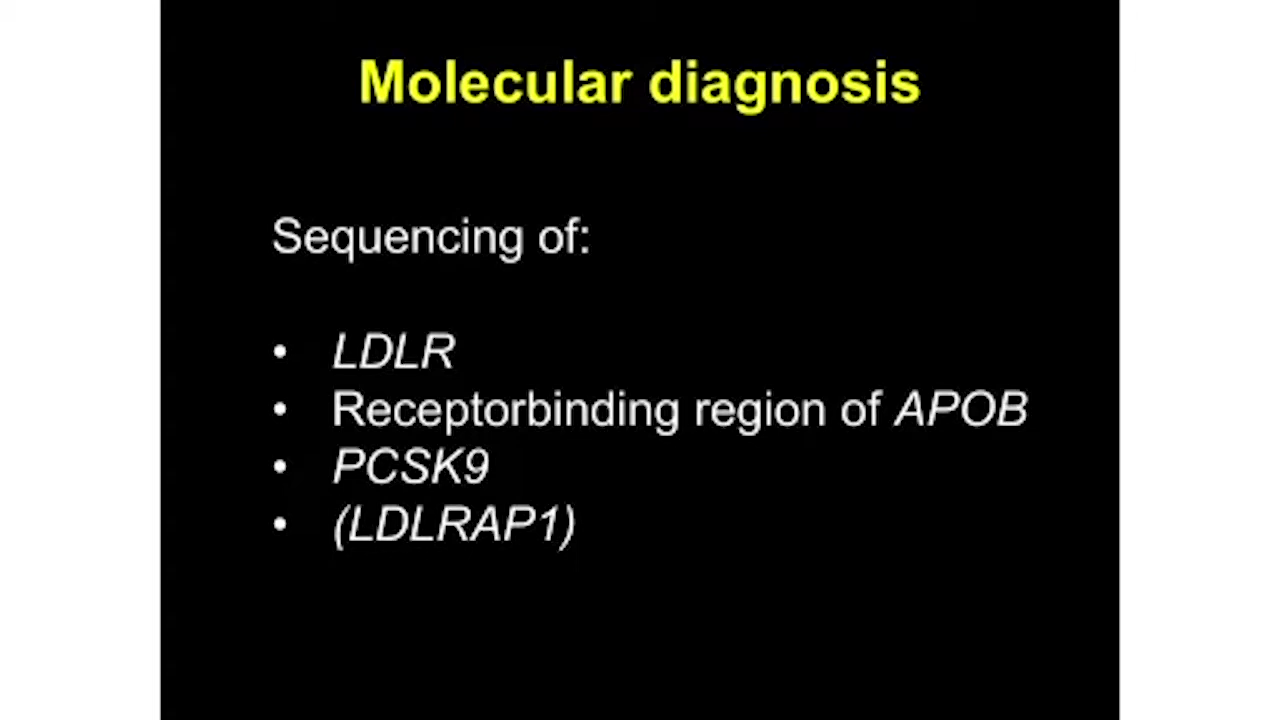 Molecular diagnosis
Sequencing of:
• LDLR
• Receptorbinding region of APOB
• PCSK9
• (LDLRAP1)